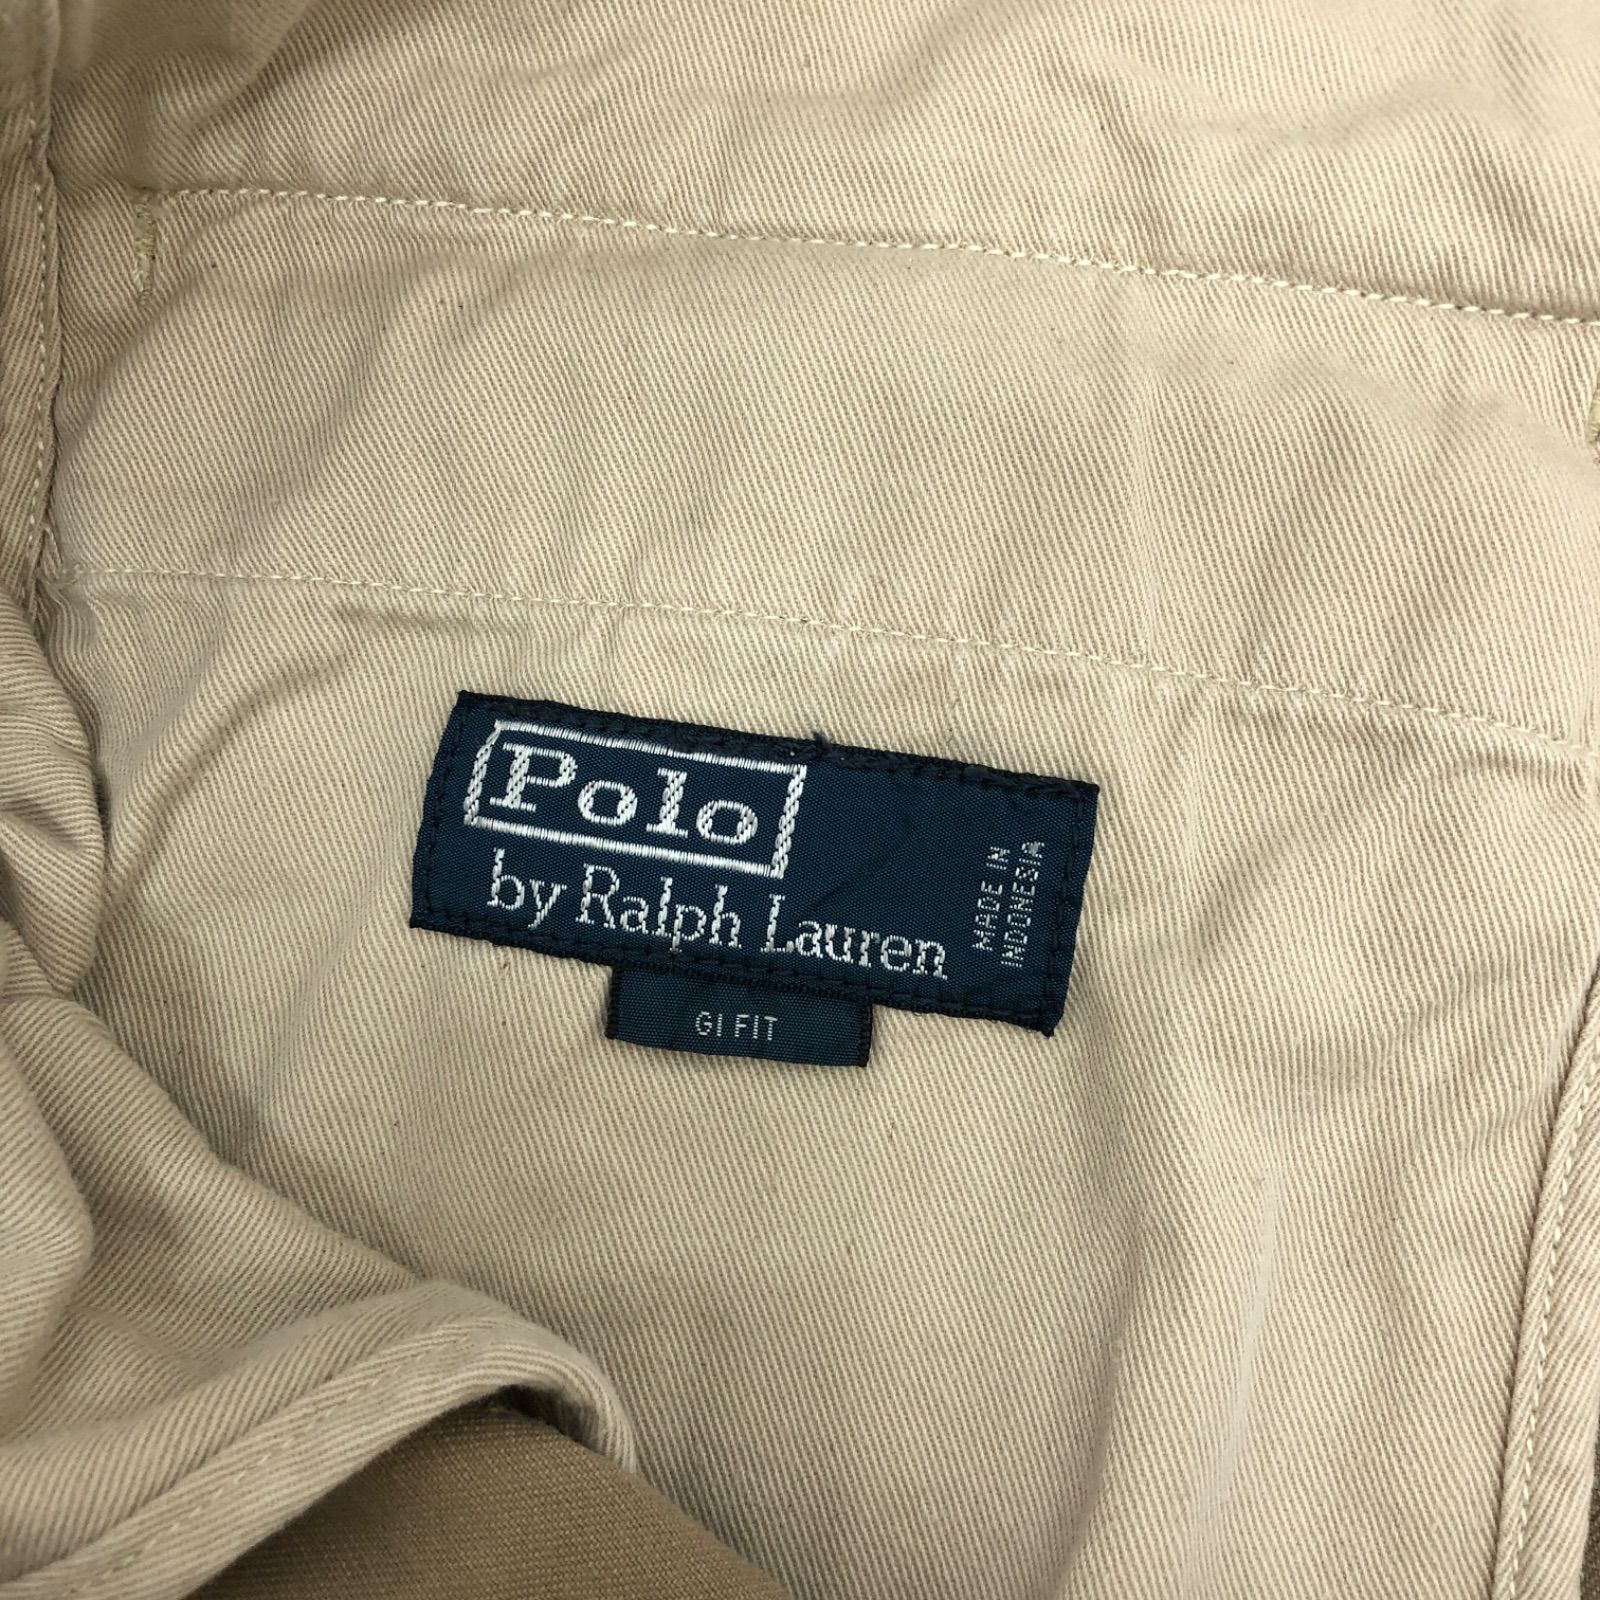 Polo
by Ralph Lauren
MADE IN
INDONESIA
GI FIT